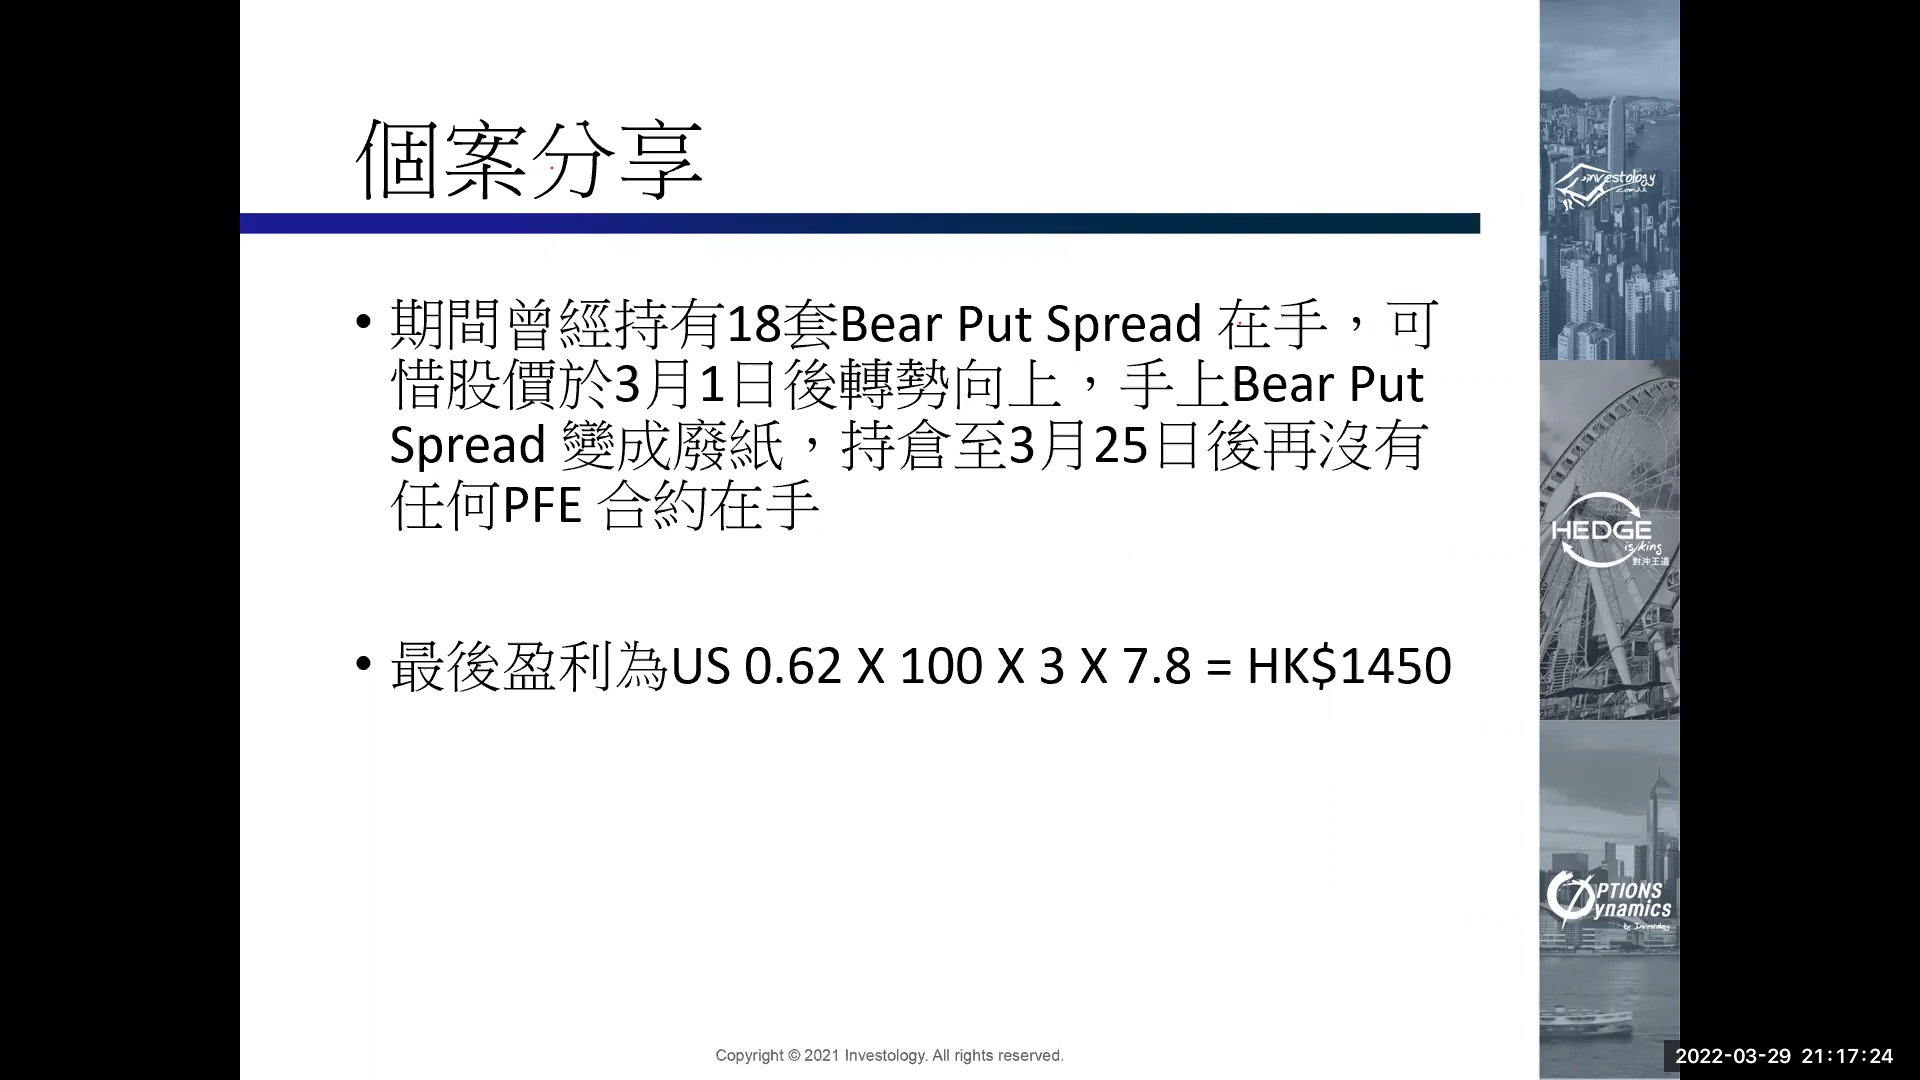 個案分享
• 期間曾經持有18套Bear Put Spread 在手，可
惜股價於3月1日後轉勢向上，手上Bear Put
Spread 變成廢紙，持倉至3月25日後再沒有
任何PFE 合約在手
• 最後盈利為US 0.62 X 100 X 3 X 7.8 = HK$1450
investology
.com.hk
HEDGE
is king
對沖王道
OPTIONS
Dynamics
by Investology
Copyright © 2021 Investology. All rights reserved.
2022-03-29 21:17:24